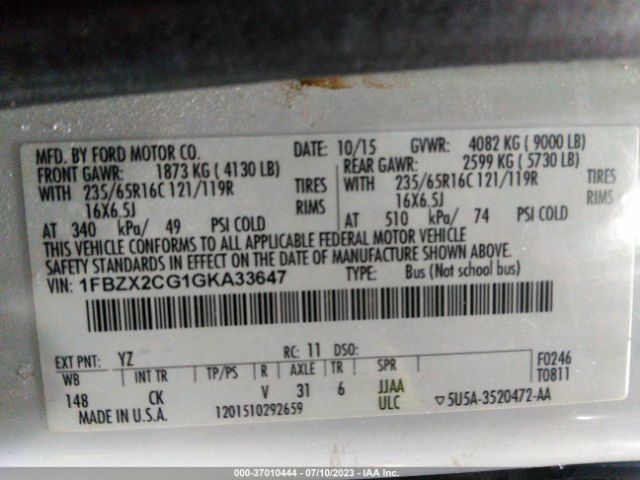 MFD. BY FORD MOTOR CO. DATE: 10/15 GVWR: 4082 KG ( 9000 LB)
FRONT GAWR: 1873 KG ( 4130 LB) REAR GAWR: 2599 KG ( 5730 LB)
WITH 235/65R16C 121/119R TIRES WITH 235/65R16C 121/119R TIRES
16X6.5J RIMS 16X6.5J RIMS
AT 340 kPa/ 49 PSI COLD AT 510 kPa/ 74 PSI COLD
THIS VEHICLE CONFORMS TO ALL APPLICABLE FEDERAL MOTOR VEHICLE
SAFETY STANDARDS IN EFFECT ON THE DATE OF MANUFACTURE SHOWN ABOVE.
VIN: 1FBZX2CG1GKA33647 TYPE: Bus (Not school bus)
EXT PNT: YZ RC: 11 DSO: F0246
WB INT TR TP/PS R AXLE TR SPR T0811
148 CK V 31 6 JJAA
MADE IN U.S.A. 1201510292659 ULC ▽5U5A-3520472-AA
000-37010444 - 07/10/2023 - IAA Inc.